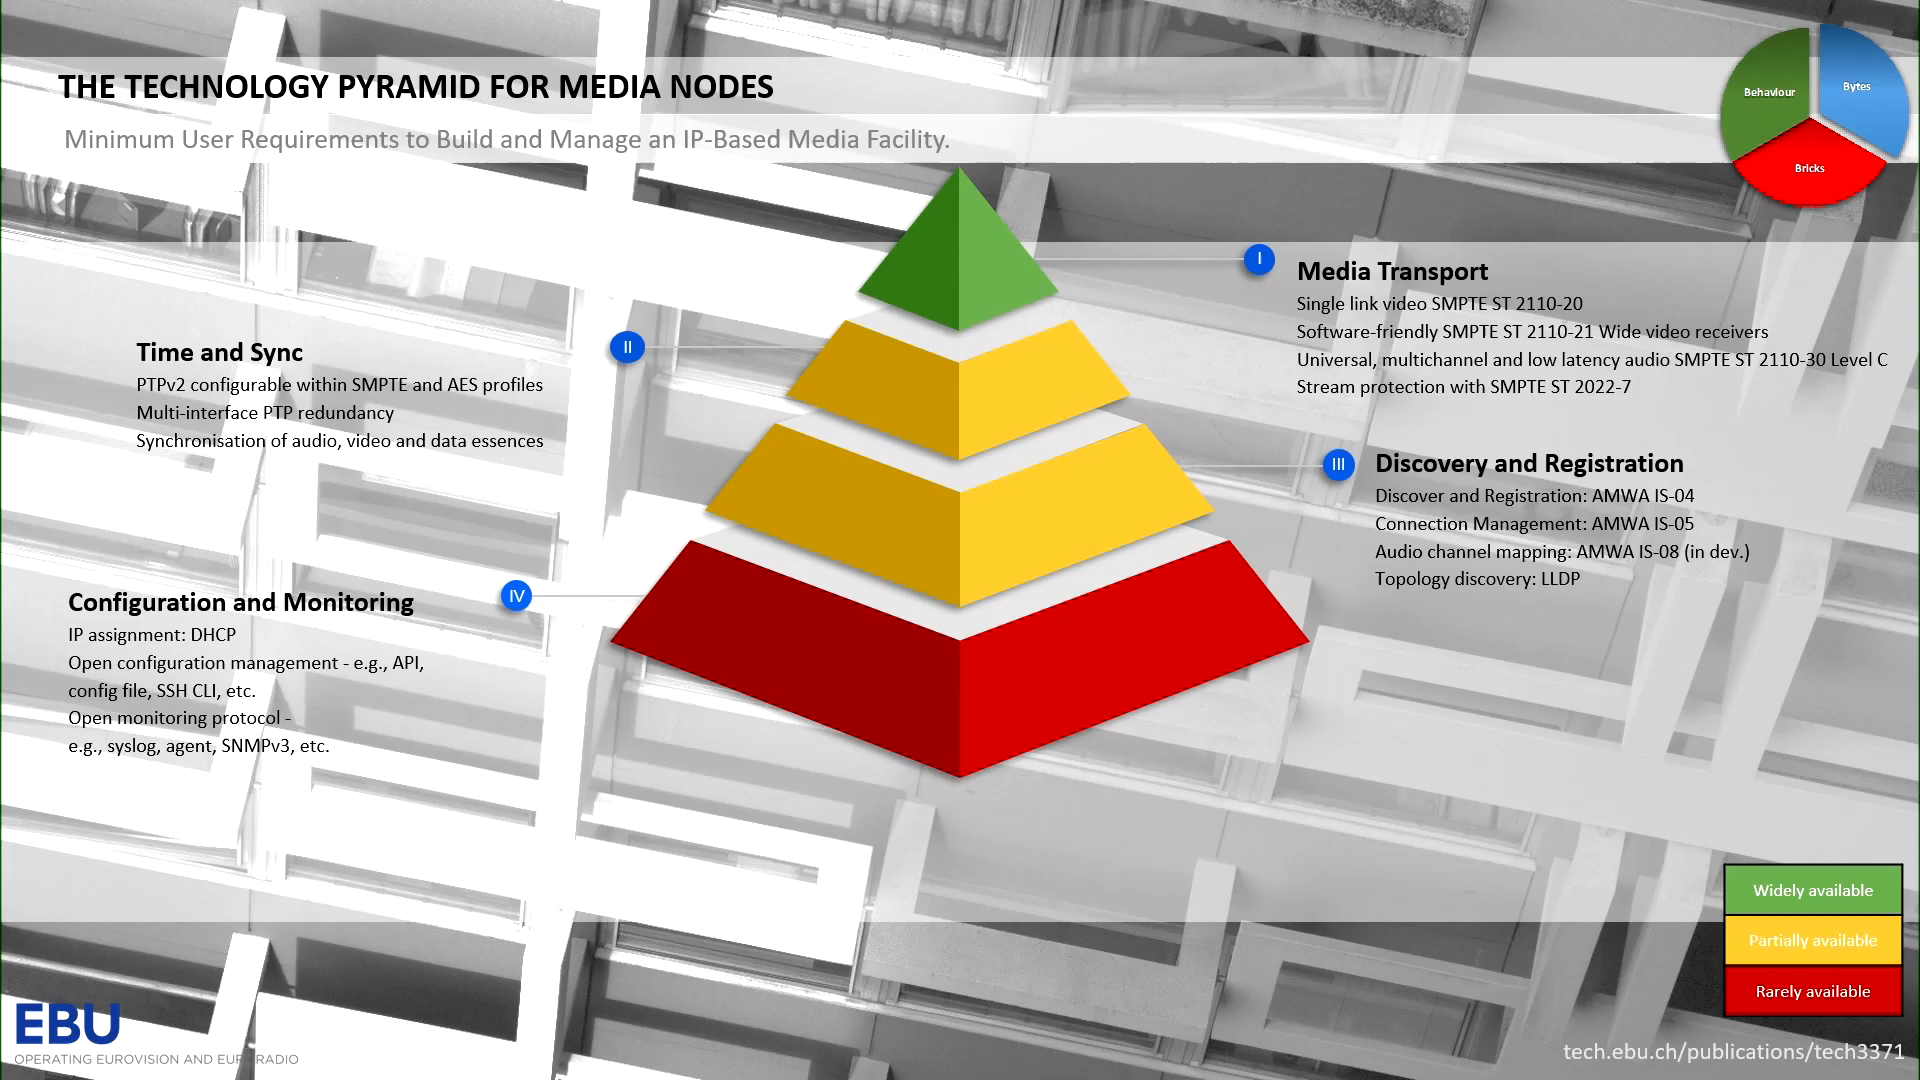 THE TECHNOLOGY PYRAMID FOR MEDIA NODES
Minimum User Requirements to Build and Manage an IP-Based Media Facility.
Behaviour
Bytes
Bricks
I
Media Transport
Single link video SMPTE ST 2110-20
Software-friendly SMPTE ST 2110-21 Wide video receivers
Universal, multichannel and low latency audio SMPTE ST 2110-30 Level C
Stream protection with SMPTE ST 2022-7
II
Time and Sync
PTPv2 configurable within SMPTE and AES profiles
Multi-interface PTP redundancy
Synchronisation of audio, video and data essences
III
Discovery and Registration
Discover and Registration: AMWA IS-04
Connection Management: AMWA IS-05
Audio channel mapping: AMWA IS-08 (in dev.)
Topology discovery: LLDP
IV
Configuration and Monitoring
IP assignment: DHCP
Open configuration management - e.g., API,
config file, SSH CLI, etc.
Open monitoring protocol -
e.g., syslog, agent, SNMPv3, etc.
Widely available
Partially available
Rarely available
EBU
OPERATING EUROVISION AND EURORADIO
tech.ebu.ch/publications/tech3371